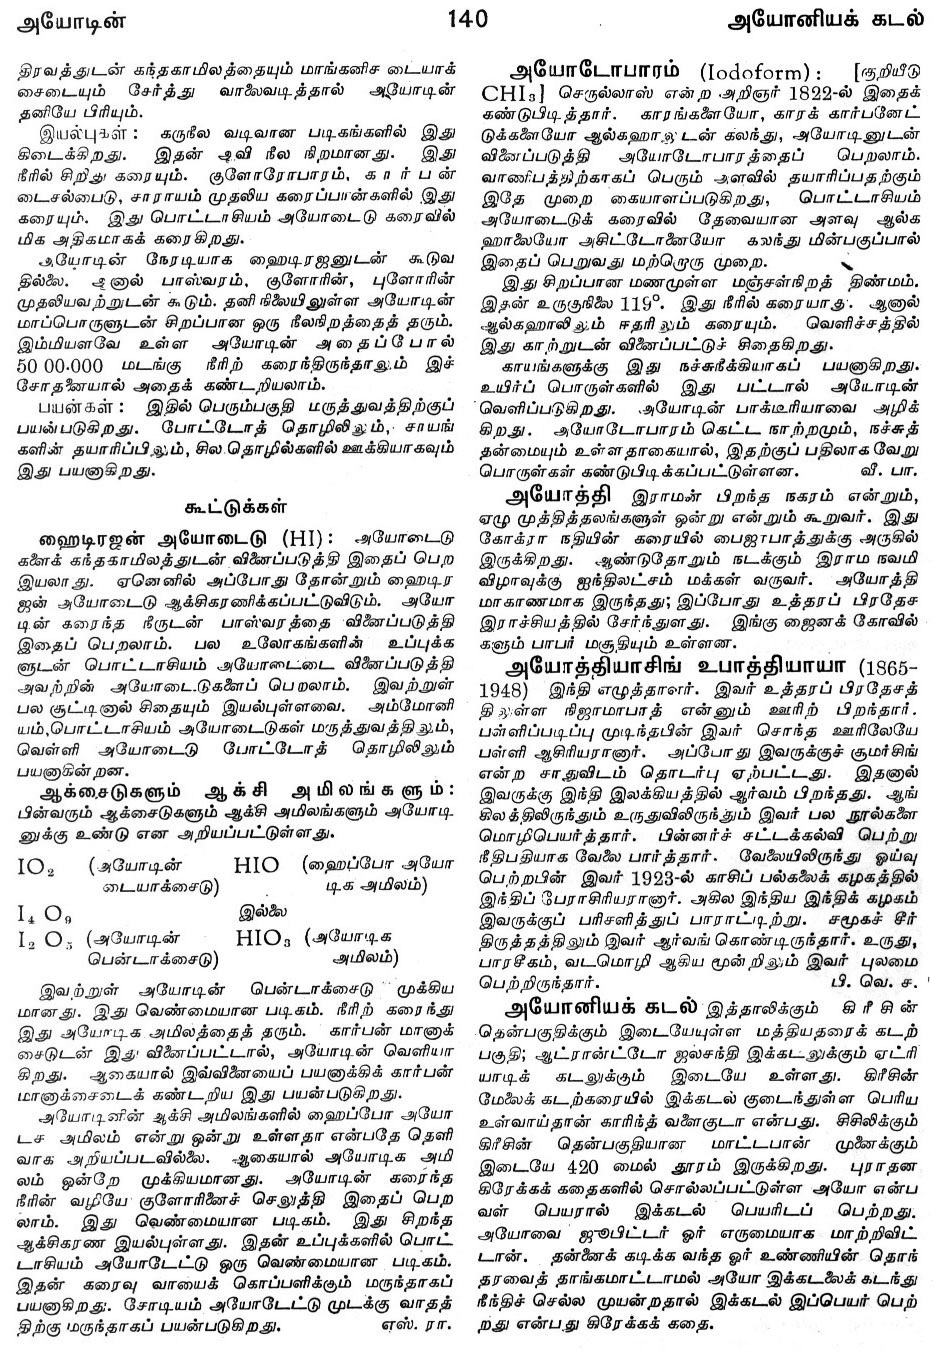 அயோடின்
140
அயோனியக் கடல்
திரவத்துடன் கந்தகாமிலத்தையும் மாங்கனிச டையாக்
சைடையும் சேர்த்து வாலைவடித்தால் அயோடின்
தனியே பிரியும்.
இயல்புகள் : கருநீல வடிவான படிகங்களில் இது
கிடைக்கிறது. இதன் ஆவி நீல நிறமானது. இது
நீரில் சிறிது கரையும். குளோரோபாரம், கார்பன்
டைசல்பைடு, சாராயம் முதலிய கரைப்பான்களில் இது
கரையும். இது பொட்டாசியம் அயோடைடு கரைவில்
மிக அதிகமாகக் கரைகிறது.
அயோடின் நேரடியாக ஹைடிரஜனுடன் கூடுவ
தில்லை. ஆனால் பாஸ்வரம், குளோரின், புளோரின்
முதலியவற்றுடன் கூடும். தனி நிலையிலுள்ள அயோடின்
மாப்பொருளுடன் சிறப்பான ஒரு நீலநிறத்தைத் தரும்.
இம்மியளவே உள்ள அயோடின் அதைப்போல்
50 00.000 மடங்கு நீரிற் கரைந்திருந்தாலும் இச்
சோதனையால் அதைக் கண்டறியலாம்.
பயன்கள் : இதில் பெரும்பகுதி மருத்துவத்திற்குப்
பயன்படுகிறது. போட்டோத் தொழிலிலும், சாயங்
களின் தயாரிப்பிலும், சில தொழில்களில் ஊக்கியாகவும்
இது பயனாகிறது.
கூட்டுக்கள்
ஹைடிரஜன் அயோடைடு (HI) : அயோடைடு
களைக் கந்தகாமிலத்துடன் வினைப்படுத்தி இதைப் பெற
இயலாது. ஏனெனில் அப்போது தோன்றும் ஹைடிர
ஜன் அயோடைடு ஆக்சிகரணிக்கப்பட்டுவிடும். அயோ
டின் கரைந்த நீருடன் பாஸ்வரத்தை வினைப்படுத்தி
இதைப் பெறலாம். பல உலோகங்களின் உப்புக்க
ளுடன் பொட்டாசியம் அயோடைடை வினைப்படுத்தி
அவற்றின் அயோடைடுகளைப் பெறலாம். இவற்றுள்
பல சூட்டினால் சிதையும் இயல்புள்ளவை. அம்மோனி
யம்,பொட்டாசியம் அயோடைடுகள் மருத்துவத்திலும்,
வெள்ளி அயோடைடு போட்டோத் தொழிலிலும்
பயனாகின்றன.
ஆக்சைடுகளும் ஆக்சி அமிலங்களும் :
பின்வரும் ஆக்சைடுகளும் ஆக்சி அமிலங்களும் அயோடி
னுக்கு உண்டு என அறியப்பட்டுள்ளது.
IO₂ (அயோடின் HIO (ஹைப்போ அயோ
டையாக்சைடு) டிக அமிலம்)
I₄ O₉ இல்லை
I₂ O₅ (அயோடின் HIO₃ (அயோடிக
பென்டாக்சைடு) அமிலம்)
இவற்றுள் அயோடின் பென்டாக்சைடு முக்கிய
மானது. இது வெண்மையான படிகம். நீரிற் கரைந்து
இது அயோடிக அமிலத்தைத் தரும். கார்பன் மானாக்
சைடுடன் இது வினைப்பட்டால், அயோடின் வெளியா
கிறது. ஆகையால் இவ்வினையைப் பயனாக்கிக் கார்பன்
மானாக்சைடைக் கண்டறிய இது பயன்படுகிறது.
அயோடினின் ஆக்சி அமிலங்களில் ஹைப்போ அயோ
டச அமிலம் என்று ஒன்று உள்ளதா என்பதே தெளி
வாக அறியப்படவில்லை. ஆகையால் அயோடிக அமி
லம் ஒன்றே முக்கியமானது. அயோடின் கரைந்த
நீரின் வழியே குளோரினைச் செலுத்தி இதைப் பெற
லாம். இது வெண்மையான படிகம். இது சிறந்த
ஆக்சிகரண இயல்புள்ளது. இதன் உப்புக்களில் பொட்
டாசியம் அயோடேட்டு ஒரு வெண்மையான படிகம்.
இதன் கரைவு வாயைக் கொப்பளிக்கும் மருந்தாகப்
பயனாகிறது. சோடியம் அயோடேட்டு முடக்கு வாதத்
திற்கு மருந்தாகப் பயன்படுகிறது. எஸ். ரா.
அயோடோபாரம் (Iodoform) : [குறியீடு
CHI₃] செருல்லாஸ் என்ற அறிஞர் 1822-ல் இதைக்
கண்டுபிடித்தார். காரங்களையோ, காரக் கார்பனேட்
டுக்களையோ ஆல்கஹாலுடன் கலந்து, அயோடினுடன்
வினைப்படுத்தி அயோடோபாரத்தைப் பெறலாம்.
வாணிபத்திற்காகப் பெரும் அளவில் தயாரிப்பதற்கும்
இதே முறை கையாளப்படுகிறது, பொட்டாசியம்
அயோடைடுக் கரைவில் தேவையான அளவு ஆல்க
ஹாலையோ அசிட்டோனையோ கலந்து மின்பகுப்பால்
இதைப் பெறுவது மற்றொரு முறை.
இது சிறப்பான மணமுள்ள மஞ்சள்நிறத் திண்மம்.
இதன் உருகுநிலை 119°. இது நீரில் கரையாது. ஆனால்
ஆல்கஹாலிலும் ஈதரிலும் கரையும். வெளிச்சத்தில்
இது காற்றுடன் வினைப்பட்டுச் சிதைகிறது.
காயங்களுக்கு இது நச்சுநீக்கியாகப் பயனாகிறது.
உயிர்ப் பொருள்களில் இது பட்டால் அயோடின்
வெளிப்படுகிறது. அயோடின் பாக்டீரியாவை அழிக்
கிறது. அயோடோபாரம் கெட்ட நாற்றமும், நச்சுத்
தன்மையும் உள்ளதாகையால், இதற்குப் பதிலாக வேறு
பொருள்கள் கண்டுபிடிக்கப்பட்டுள்ளன. வீ. பா.
அயோத்தி இராமன் பிறந்த நகரம் என்றும்,
ஏழு முத்தித்தலங்களுள் ஒன்று என்றும் கூறுவர். இது
கோக்ரா நதியின் கரையில் பைஜாபாத்துக்கு அருகில்
இருக்கிறது. ஆண்டுதோறும் நடக்கும் இராம நவமி
விழாவுக்கு ஐந்திலட்சம் மக்கள் வருவர். அயோத்தி
மாகாணமாக இருந்தது; இப்போது உத்தரப் பிரதேச
இராச்சியத்தில் சேர்ந்துளது. இங்கு ஜைனக் கோவில்
களும் பாபர் மசூதியும் உள்ளன.
அயோத்தியாசிங் உபாத்தியாயா (1865-
1948) இந்தி எழுத்தாளர். இவர் உத்தரப் பிரதேசத்
திலுள்ள நிஜாமாபாத் என்னும் ஊரிற் பிறந்தார்.
பள்ளிப்படிப்பு முடிந்தபின் இவர் சொந்த ஊரிலேயே
பள்ளி ஆசிரியரானார். அப்போது இவருக்குச் சூமர்சிங்
என்ற சாதுவிடம் தொடர்பு ஏற்பட்டது. இதனால்
இவருக்கு இந்தி இலக்கியத்தில் ஆர்வம் பிறந்தது. ஆங்
கிலத்திலிருந்தும் உருதுவிலிருந்தும் இவர் பல நூல்களை
மொழிபெயர்த்தார். பின்னர்ச் சட்டக்கல்வி பெற்று
நீதிபதியாக வேலை பார்த்தார். வேலையிலிருந்து ஓய்வு
பெற்றபின் இவர் 1923-ல் காசிப் பல்கலைக் கழகத்தில்
இந்திப் பேராசிரியரானார். அகில இந்திய இந்திக் கழகம்
இவருக்குப் பரிசளித்துப் பாராட்டிற்று. சமூகச் சீர்
திருத்தத்திலும் இவர் ஆர்வங் கொண்டிருந்தார். உருது,
பாரசீகம், வடமொழி ஆகிய மூன்றிலும் இவர் புலமை
பெற்றிருந்தார். பி. வெ. ச.
அயோனியக் கடல் இத்தாலிக்கும் கிரீசின்
தென்பகுதிக்கும் இடையேயுள்ள மத்தியதரைக் கடற்
பகுதி; ஆட்ரான்ட்டோ ஜலசந்தி இக்கடலுக்கும் ஏட்ரி
யாடிக் கடலுக்கும் இடையே உள்ளது. கிரீசின்
மேலைக் கடற்கரையில் இக்கடல் குடைந்துள்ள பெரிய
உள்வாய்தான் காரிந்த் வளைகுடா என்பது. சிசிலிக்கும்
கிரீசின் தென்பகுதியான மாட்டபான் முனைக்கும்
இடையே 420 மைல் தூரம் இருக்கிறது. புராதன
கிரேக்கக் கதைகளில் சொல்லப்பட்டுள்ள அயோ என்ப
வள் பெயரால் இக்கடல் பெயரிடப் பெற்றது.
அயோவை ஜூபிட்டர் ஓர் எருமையாக மாற்றிவிட்
டான். தன்னைக் கடிக்க வந்த ஓர் உண்ணியின் தொந்
தரவைத் தாங்கமாட்டாமல் அயோ இக்கடலைக் கடந்து
நீந்திச் செல்ல முயன்றதால் இக்கடல் இப்பெயர் பெற்
றது என்பது கிரேக்கக் கதை.